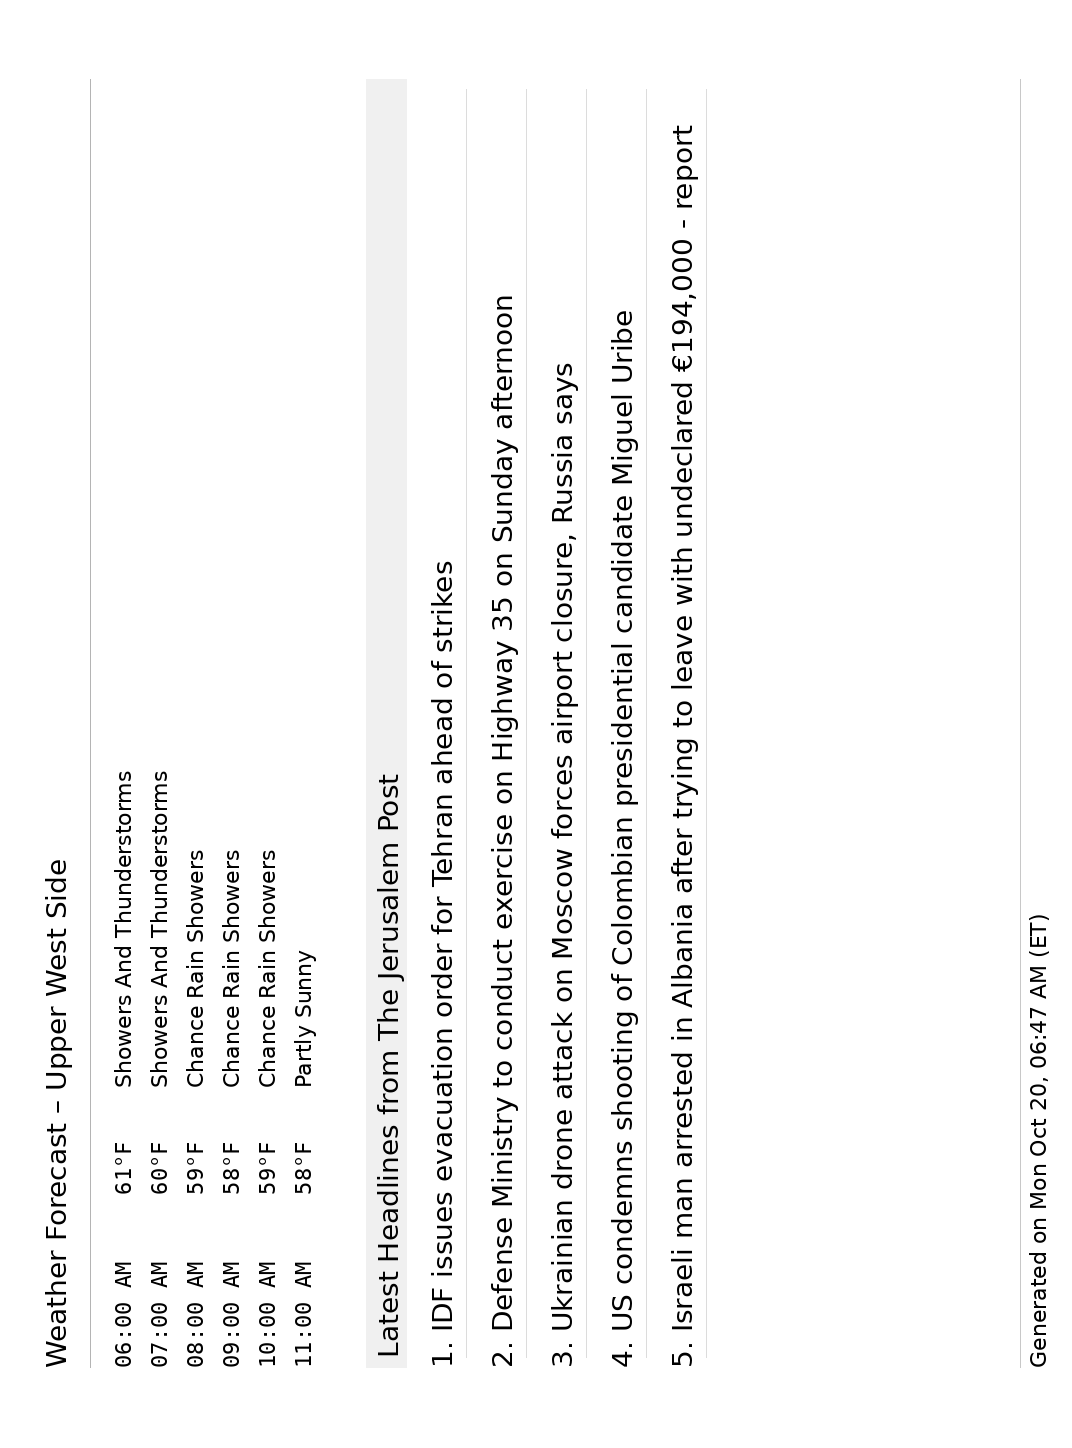 Weather Forecast – Upper West Side
06:00 AM 61°F Showers And Thunderstorms
07:00 AM 60°F Showers And Thunderstorms
08:00 AM 59°F Chance Rain Showers
09:00 AM 58°F Chance Rain Showers
10:00 AM 59°F Chance Rain Showers
11:00 AM 58°F Partly Sunny
Latest Headlines from The Jerusalem Post
1. IDF issues evacuation order for Tehran ahead of strikes
2. Defense Ministry to conduct exercise on Highway 35 on Sunday afternoon
3. Ukrainian drone attack on Moscow forces airport closure, Russia says
4. US condemns shooting of Colombian presidential candidate Miguel Uribe
5. Israeli man arrested in Albania after trying to leave with undeclared €194,000 - report
Generated on Mon Oct 20, 06:47 AM (ET)